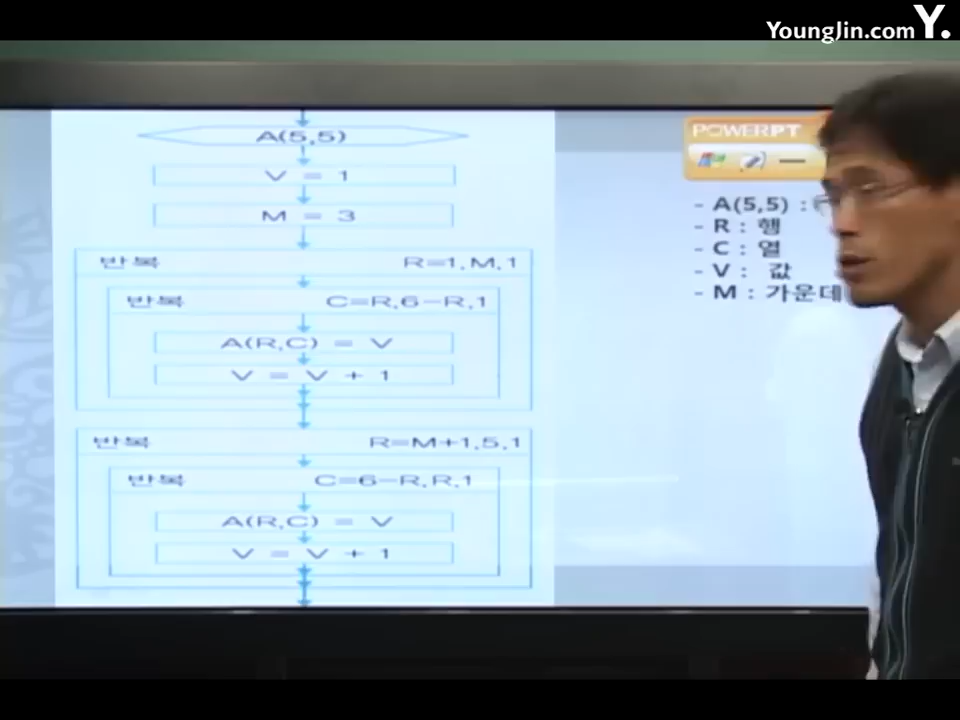 YoungJin.com Y.
A(5,5)
V = 1
M = 3
반복 R=1,M,1
반복 C=R,6-R,1
A(R,C) = V
V = V + 1
반복 R=M+1,5,1
반복 C=6-R,R,1
A(R,C) = V
V = V + 1
POWERPT
- A(5,5) :
- R : 행
- C : 열
- V : 값
- M : 가운데